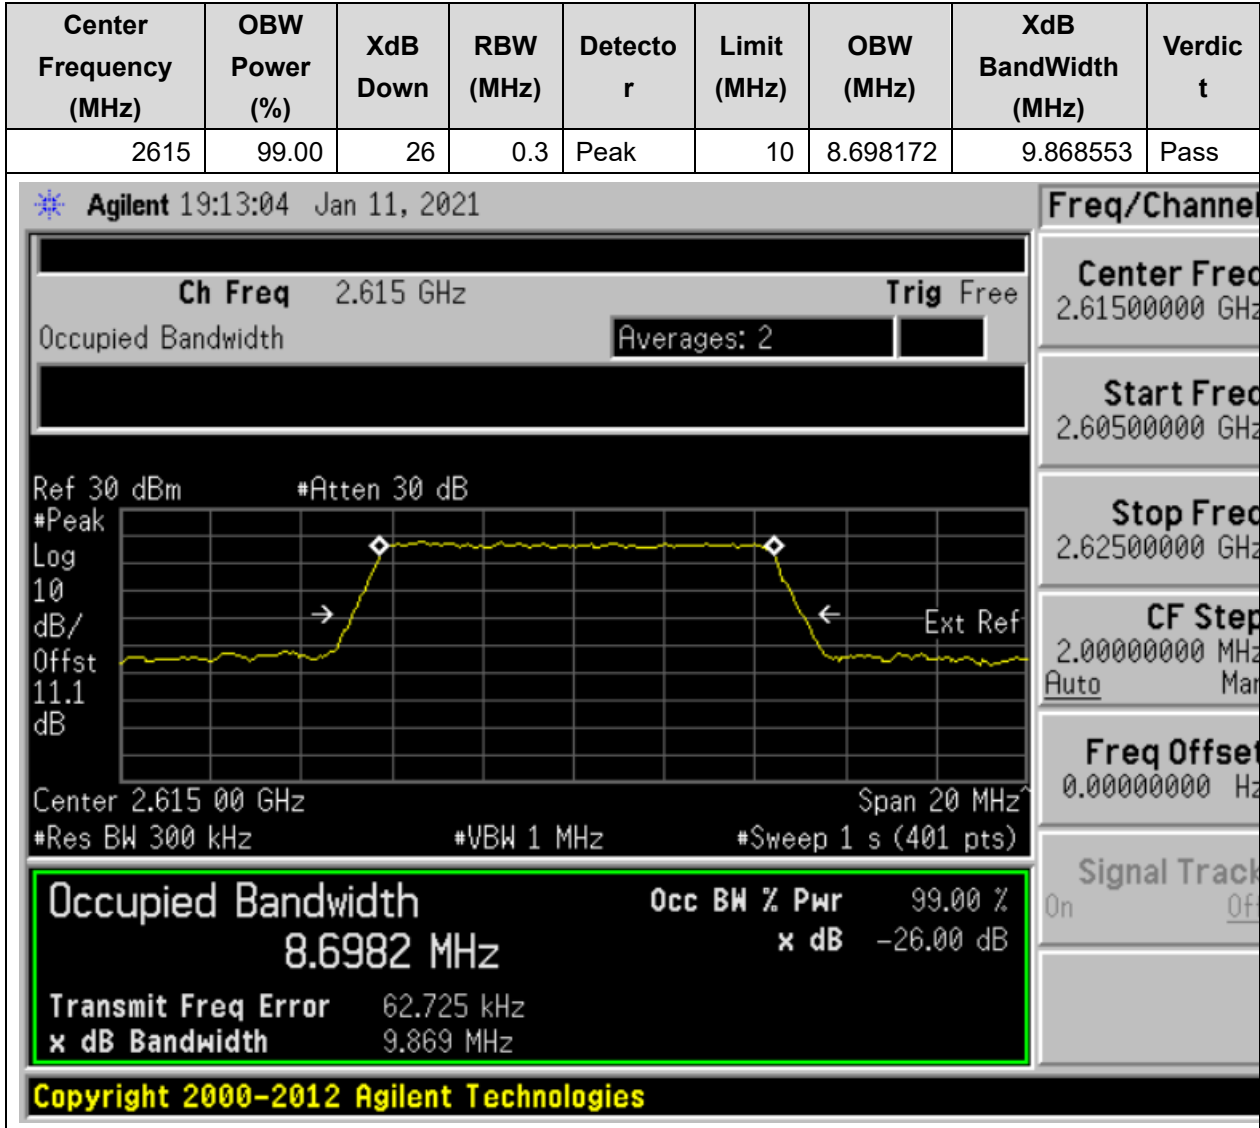 Center Frequency (MHz) OBW Power (%) XdB Down RBW (MHz) Detecto r Limit (MHz) OBW (MHz) XdB BandWidth (MHz) Verdic t
2615 99.00 26 0.3 Peak 10 8.698172 9.868553 Pass
Agilent 19:13:04 Jan 11, 2021
Ch Freq 2.615 GHz Trig Free
Occupied Bandwidth Averages: 2
Ref 30 dBm #Atten 30 dB
#Peak
Log
10
dB/
Offst
11.1
dB
Ext Ref
Center 2.615 00 GHz Span 20 MHz^
#Res BW 300 kHz #VBW 1 MHz #Sweep 1 s (401 pts)
Occupied Bandwidth Occ BW % Pwr 99.00 %
8.6982 MHz x dB -26.00 dB
Transmit Freq Error 62.725 kHz
x dB Bandwidth 9.869 MHz
Copyright 2000-2012 Agilent Technologies
Freq/Channel
Center Freq
2.61500000 GHz
Start Freq
2.60500000 GHz
Stop Freq
2.62500000 GHz
CF Step
2.00000000 MHz
Auto Man
Freq Offset
0.00000000 Hz
Signal Track
On Off